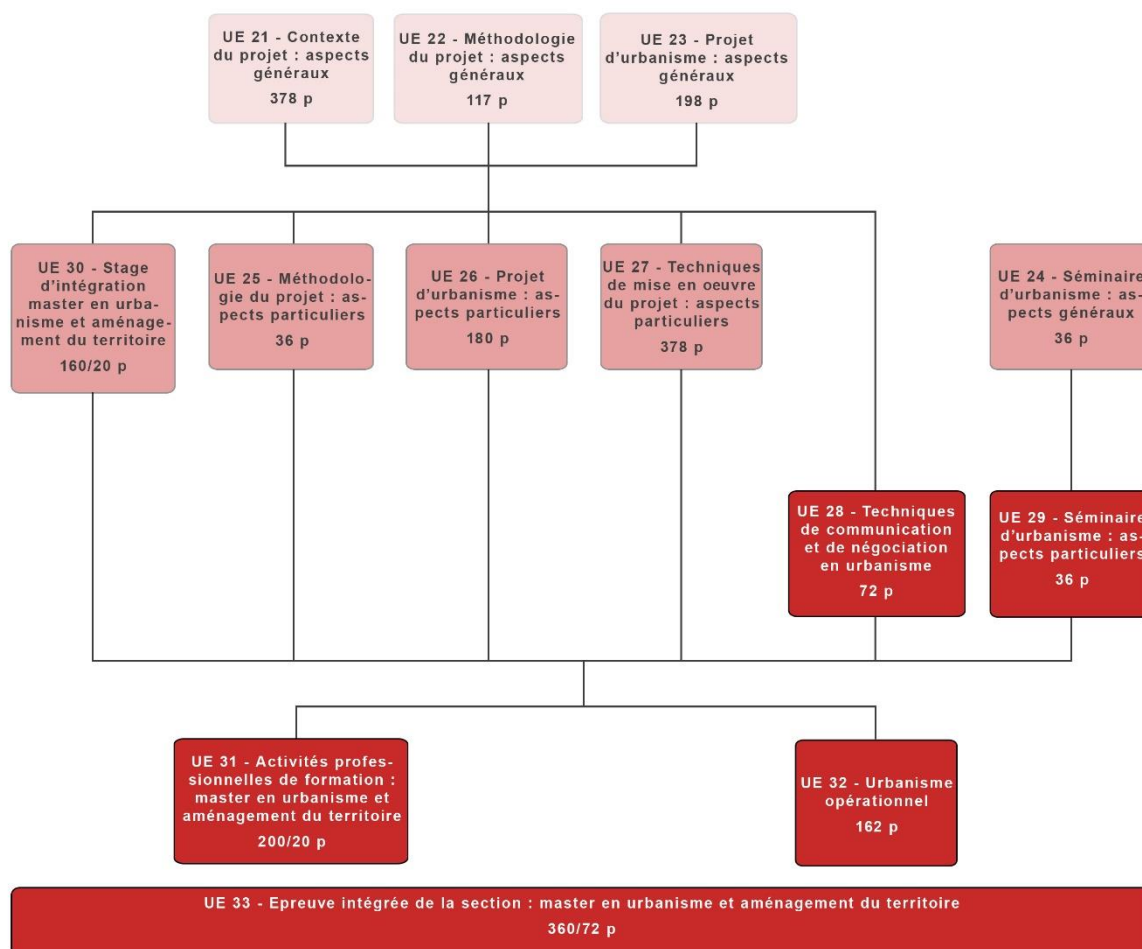 UE 21 - Contexte
du projet : aspects
généraux
378 p
UE 22 - Méthodologie
du projet : aspects
généraux
117 p
UE 23 - Projet
d'urbanisme : aspects
généraux
198 p
UE 30 - Stage
d'intégration
master en urba-
nisme et aménage-
ment du territoire
160/20 p
UE 25 - Méthodolo-
gie du projet : as-
pects particuliers
36 p
UE 26 - Projet
d'urbanisme : as-
pects particuliers
180 p
UE 27 - Techniques
de mise en oeuvre
du projet : aspects
particuliers
378 p
UE 24 - Séminaire
d'urbanisme : as-
pects généraux
36 p
UE 28 - Techniques
de communication
et de négociation
en urbanisme
72 p
UE 29 - Séminaire
d'urbanisme : as-
pects particuliers
36 p
UE 31 - Activités profes-
sionnelles de formation :
master en urbanisme et
aménagement du territoire
200/20 p
UE 32 - Urbanisme
opérationnel
162 p
UE 33 - Epreuve intégrée de la section : master en urbanisme et aménagement du territoire
360/72 p